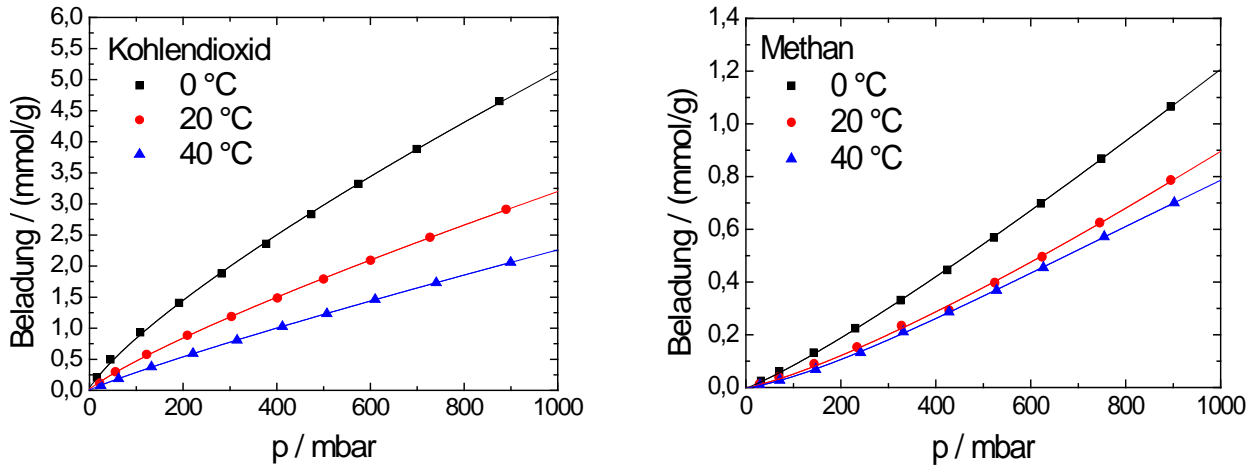 Kohlendioxid
0 °C
20 °C
40 °C
6,0
5,5
5,0
4,5
4,0
3,5
3,0
2,5
2,0
1,5
1,0
0,5
0,0
0 200 400 600 800 1000
Beladung / (mmol/g)
p / mbar
Methan
0 °C
20 °C
40 °C
1,4
1,2
1,0
0,8
0,6
0,4
0,2
0,0
0 200 400 600 800 1000
Beladung / (mmol/g)
p / mbar